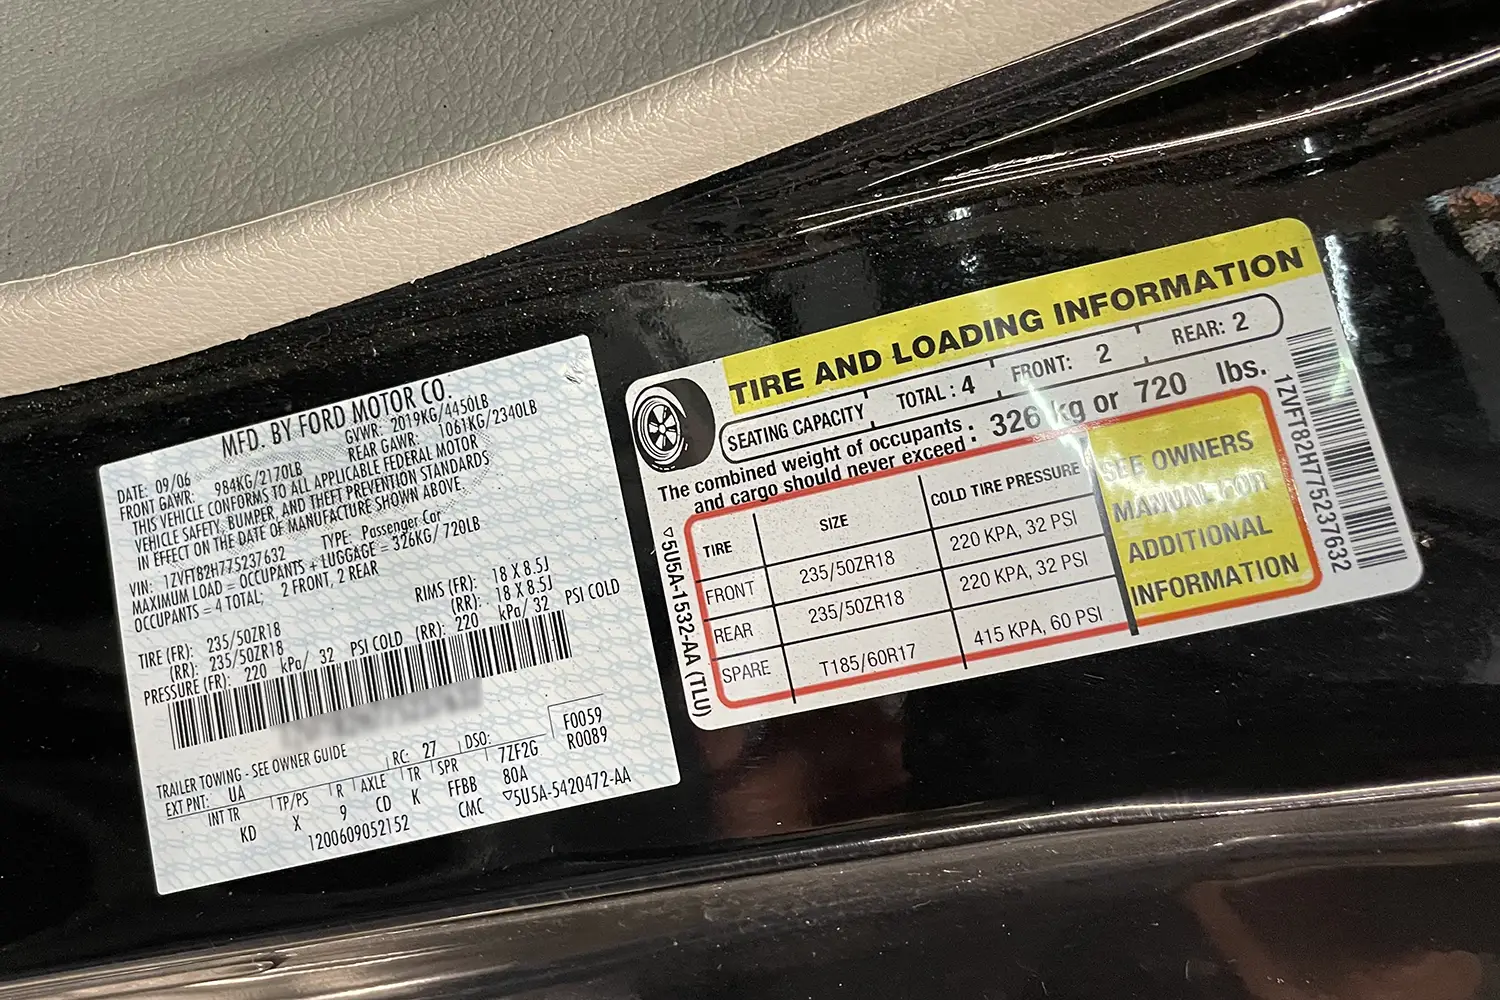 MFD. BY FORD MOTOR CO.
DATE: 09/06 GVWR: 2019KG/4450LB
FRONT GAWR: 984KG/2170LB REAR GAWR: 1061KG/2340LB
THIS VEHICLE CONFORMS TO ALL APPLICABLE FEDERAL MOTOR
VEHICLE SAFETY, BUMPER, AND THEFT PREVENTION STANDARDS
IN EFFECT ON THE DATE OF MANUFACTURE SHOWN ABOVE.
VIN: 1ZVFT82H775237632 TYPE: Passenger Car
MAXIMUM LOAD = OCCUPANTS + LUGGAGE = 326KG/720LB
OCCUPANTS = 4 TOTAL, 2 FRONT, 2 REAR
TIRE (FR): 235/50ZR18 RIMS (FR): 18 X 8.5J
(RR): 235/50ZR18 (RR): 18 X 8.5J
PRESSURE (FR): 220 kPa/ 32 PSI COLD (RR): 220 kPa/ 32 PSI COLD
TRAILER TOWING - SEE OWNER GUIDE
EXT PNT: UA RC: 27 DSO: F0059
INT TR TP/PS R AXLE TR SPR 7ZF2G R0089
KD X 9 CD K FFBB 80A
1200609052152 CMC ▽5U5A-5420472-AA
TIRE AND LOADING INFORMATION
SEATING CAPACITY TOTAL : 4 FRONT: 2 REAR: 2
The combined weight of occupants : 326 kg or 720 lbs.
and cargo should never exceed :
TIRE SIZE COLD TIRE PRESSURE
FRONT 235/50ZR18 220 KPA, 32 PSI
REAR 235/50ZR18 220 KPA, 32 PSI
SPARE T185/60R17 415 KPA, 60 PSI
SEE OWNERS
MANUAL FOR
ADDITIONAL
INFORMATION
▽5U5A-1532-AA (TLU)
1ZVFT82H775237632